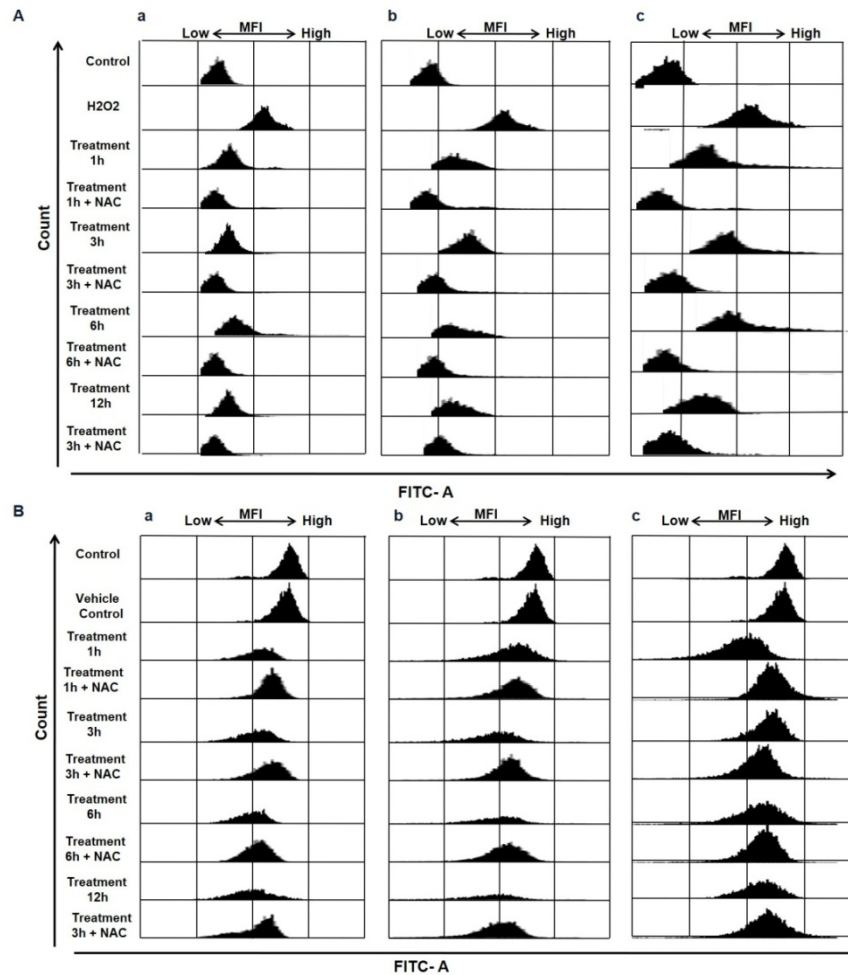 A
a
b
c
Low MFI High
Low MFI High
Low MFI High
Control
H2O2
Treatment
1h
Treatment
1h + NAC
Treatment
3h
Treatment
3h + NAC
Treatment
6h
Treatment
6h + NAC
Treatment
12h
Treatment
3h + NAC
Count
FITC- A
B
a
b
c
Low MFI High
Low MFI High
Low MFI High
Control
Vehicle
Control
Treatment
1h
Treatment
1h + NAC
Treatment
3h
Treatment
3h + NAC
Treatment
6h
Treatment
6h + NAC
Treatment
12h
Treatment
3h + NAC
Count
FITC- A